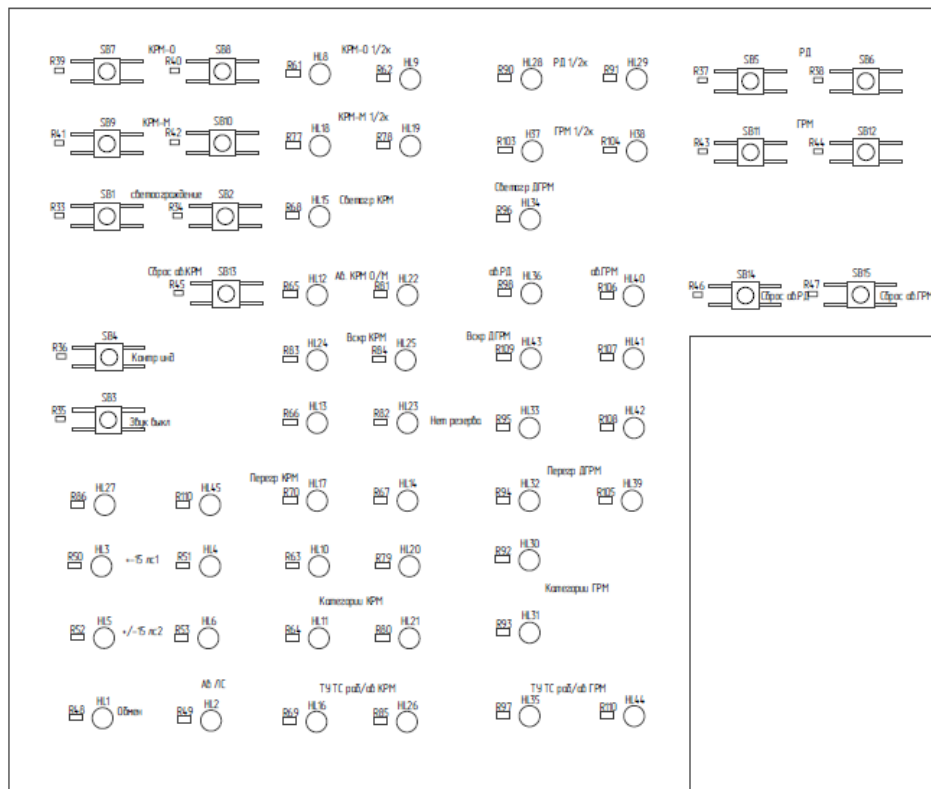 SB7 КРМ-О SB8 HL8 КРМ-О 1/2к HL9 HL28 РД 1/2к HL29 SB5 РД SB6
R39 R40 R61 R62 R90 R91 R37 R38
SB9 КРМ-М SB10 HL18 КРМ-М 1/2к HL19 H37 ГРМ 1/2к H38 SB11 ГРМ SB12
R41 R42 R77 R78 R103 R104 R43 R44
SB1 светоограждение SB2 HL15 Светогр КРМ Светогр ДГРМ HL34
R33 R34 R68 R96
Сброс ав.КРМ SB13 HL12 Ав. КРМ О/М HL22 ав.РД HL36 ав.ГРМ HL40 SB14 SB15
R45 R65 R81 R98 R106 R46 Сброс ав.РД R47 Сброс ав.ГРМ
SB4 HL24 Вскр КРМ HL25 Вскр ДГРМ HL43 HL41
R36 Контр инд R83 R84 R109 R107
SB3 HL13 HL23 HL33 HL42
R35 Звук выкл R66 R82 Нет резерва R95 R108
HL27 HL45 Перегр КРМ HL17 HL14 HL32 Перегр ДГРМ HL39
R86 R110 R70 R67 R94 R105
HL3 HL4 HL10 HL20 HL30
R50 +-15 лс1 R51 R63 R79 R92
Категории КРМ Категории ГРМ
HL5 HL6 HL11 HL21 HL31
R52 +/-15 лс2 R53 R64 R80 R93
Ав ЛС ТУ ТС раб/ав КРМ ТУ ТС раб/ав ГРМ
HL1 HL2 HL16 HL26 HL35 HL44
R48 Обмен R49 R69 R85 R97 R110